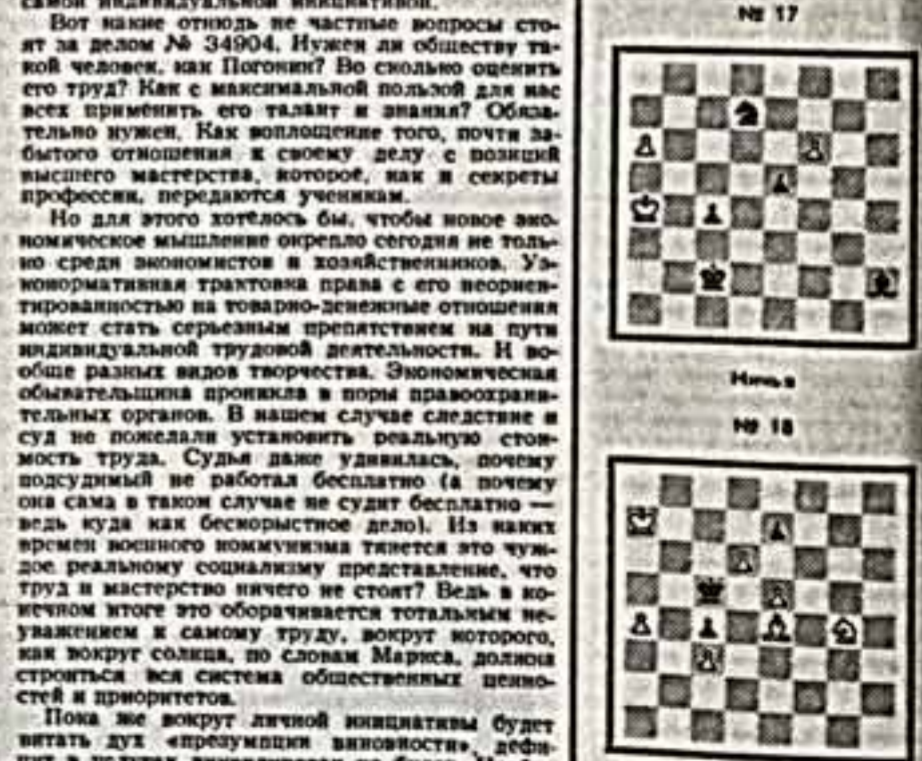 самой индивидуальной инициативой.
Вот какие отнюдь не частные вопросы сто-
ят за делом № 34904. Нужен ли обществу та-
кой человек, как Погонин? Во сколько оценить
его труд? Как с максимальной пользой для нас
всех применить его талант и знания? Обяза-
тельно нужен. Как воплощение того, почти за-
бытого отношения к своему делу с позиций
высшего мастерства, которое, как и секреты
профессии, передаются ученикам.
Но для этого хотелось бы, чтобы новое эко-
номическое мышление окрепло сегодня не толь-
ко среди экономистов и хозяйственников. Уз-
конормативная трактовка права с его неориен-
тированностью на товарно-денежные отношения
может стать серьезным препятствием на пути
индивидуальной трудовой деятельности. И во-
обще разных видов творчества. Экономическая
обывательщина проникла в поры правоохрани-
тельных органов. В нашем случае следствие и
суд не пожелали установить реальную стои-
мость труда. Судья даже удивилась, почему
подсудимый не работал бесплатно (а почему
она сама в таком случае не судит бесплатно —
ведь куда как бескорыстное дело). Из каких
времен военного коммунизма тянется это чуж-
дое реальному социализму представление, что
труд и мастерство ничего не стоят? Ведь в ко-
нечном итоге это оборачивается тотальным не-
уважением к самому труду, вокруг которого,
как вокруг солнца, по словам Маркса, должна
строиться вся система общественных ценно-
стей и приоритетов.
Пока же вокруг личной инициативы будет
витать дух «презумпции виновности», дефи-
№ 17
Ничья
№ 18